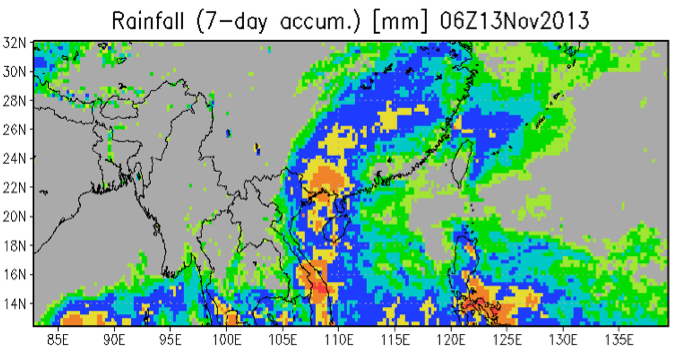 Rainfall (7-day accum.) [mm] 06Z13Nov2013
32N
30N
28N
26N
24N
22N
20N
18N
16N
14N
85E 90E 95E 100E 105E 110E 115E 120E 125E 130E 135E